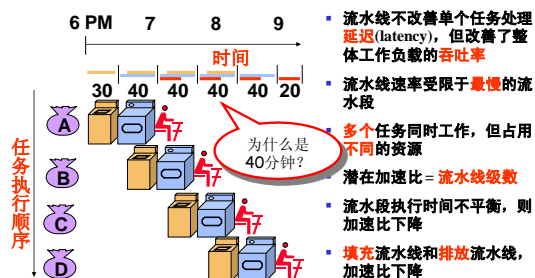 6 PM 7 8 9
时间
30 40 40 40 40 20
任务执行顺序
A
B
C
D
为什么是
40分钟？
▪ 流水线不改善单个任务处理
延迟(latency)，但改善了整
体工作负载的吞吐率
▪ 流水线速率受限于最慢的流
水段
▪ 多个任务同时工作，但占用
不同的资源
▪ 潜在加速比 = 流水线级数
▪ 流水段执行时间不平衡，则
加速比下降
▪ 填充流水线和排放流水线，
加速比下降